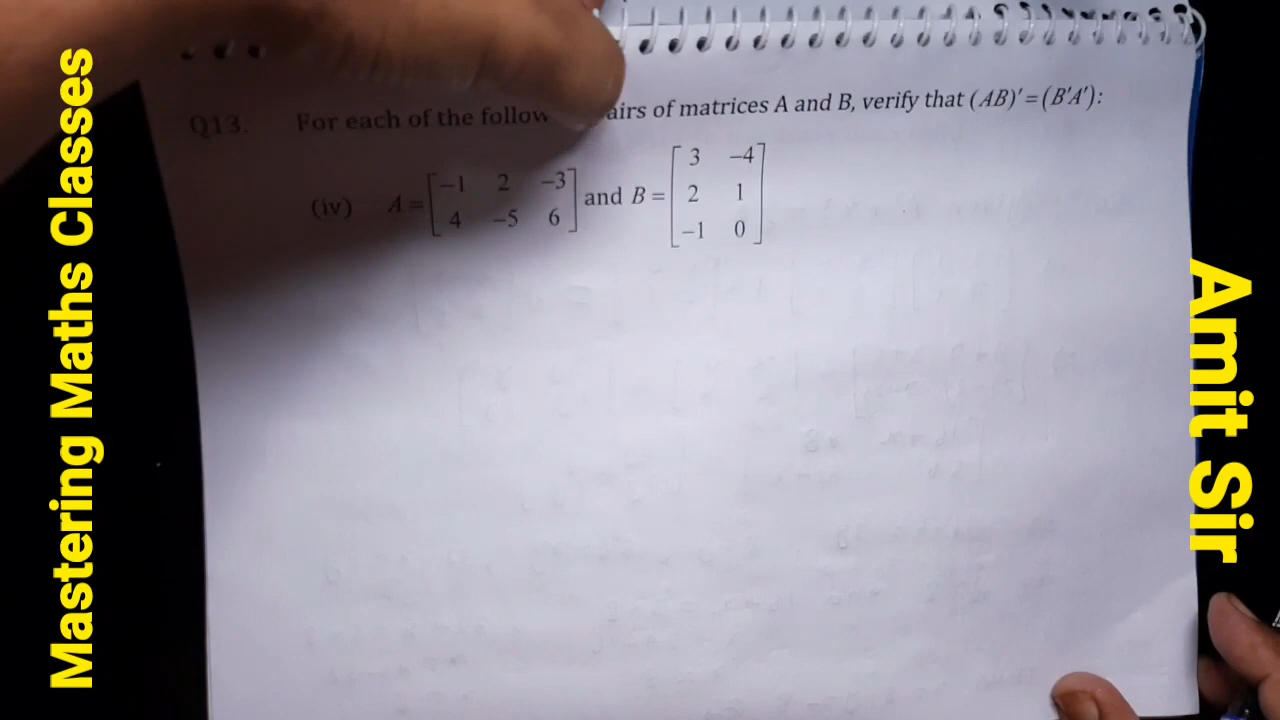 Mastering Maths Classes
Q13. For each of the follow airs of matrices A and B, verify that (AB)′=(B′A′):
(iv) A = [−1 2 −3
4 −5 6] and B = [3 −4
2 1
−1 0]
Amit Sir